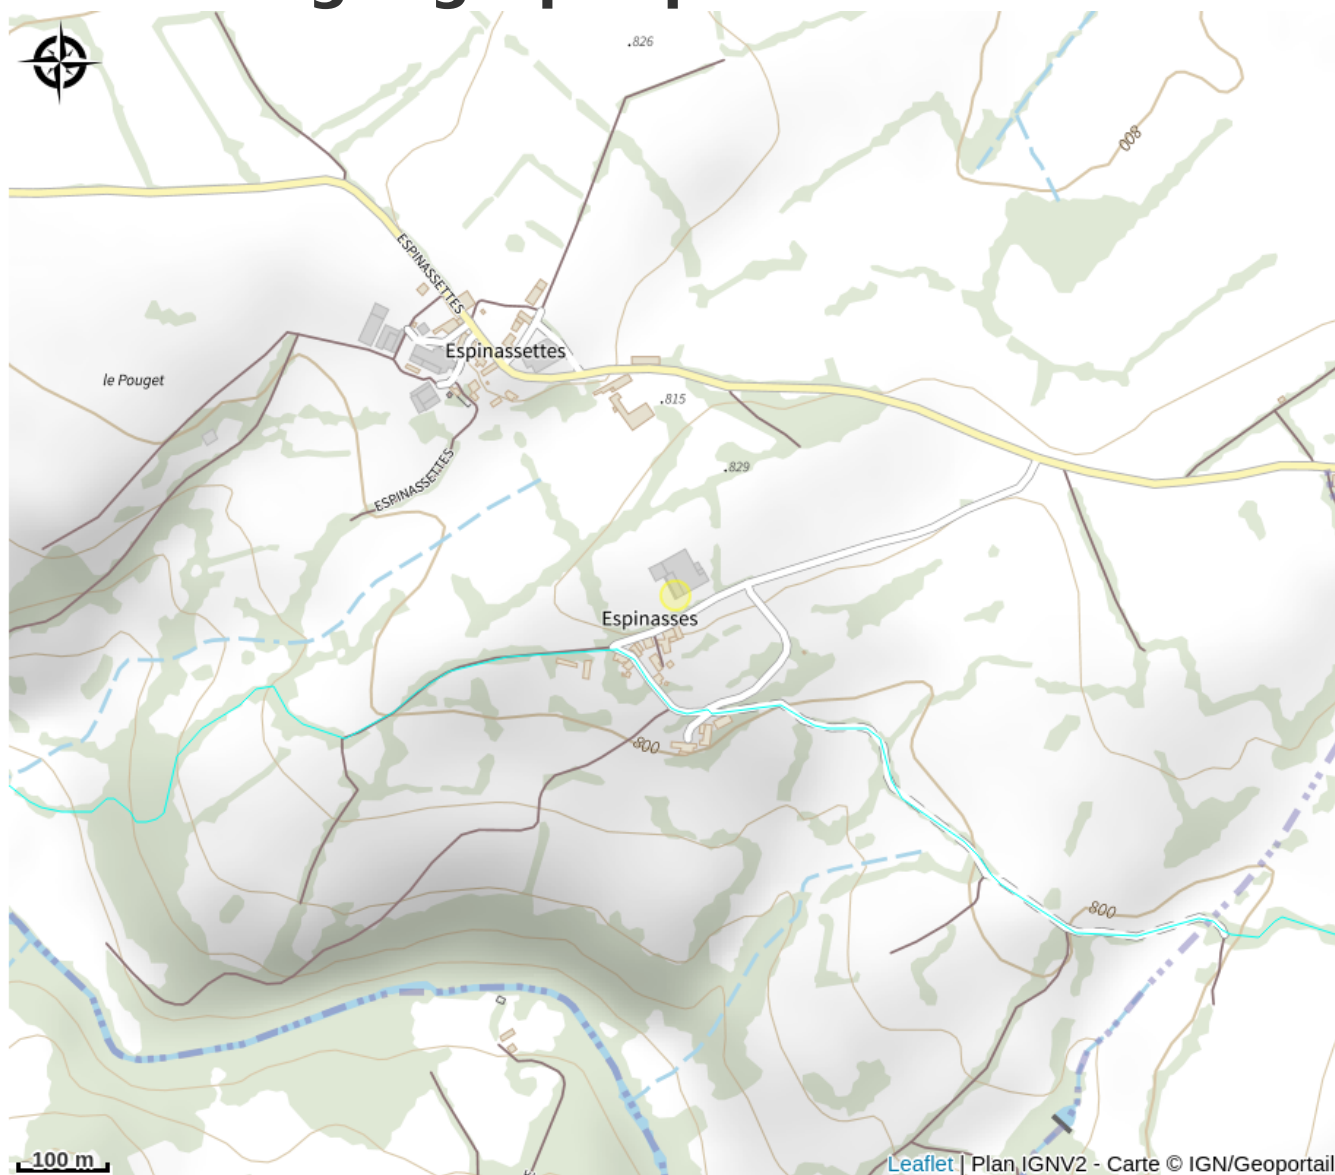 .826
800
ESPINASSETTES
Espinassettes
le Pouget
.815
.829
ESPINASSETTES
Espinasses
800
800
100 m
Leaflet | Plan IGNV2 - Carte © IGN/Geoportail